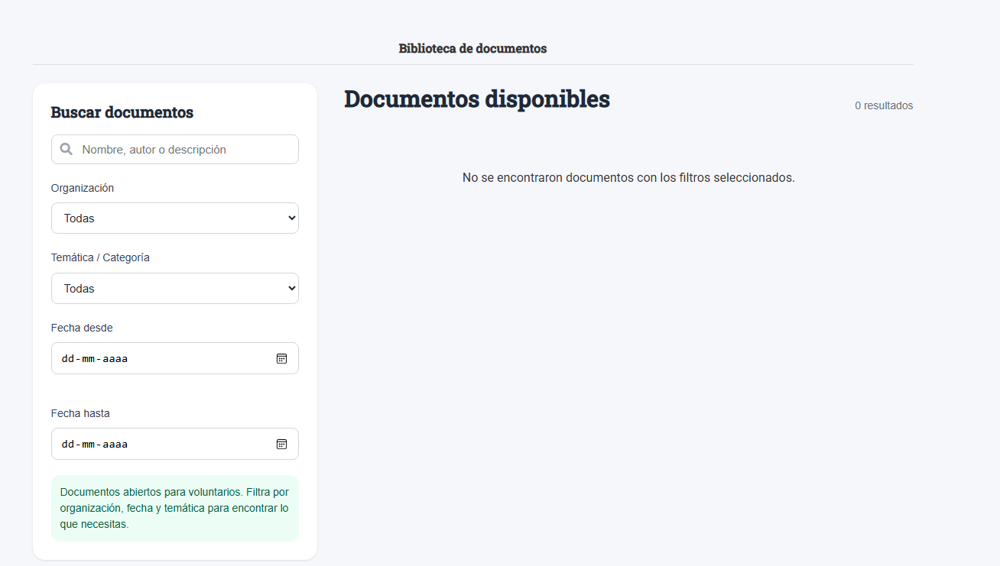 Biblioteca de documentos
Buscar documentos
Nombre, autor o descripción
Organización
Todas
Temática / Categoría
Todas
Fecha desde
dd-mm-aaaa
Fecha hasta
dd-mm-aaaa
Documentos abiertos para voluntarios. Filtra por
organización, fecha y temática para encontrar lo
que necesitas.
Documentos disponibles
0 resultados
No se encontraron documentos con los filtros seleccionados.